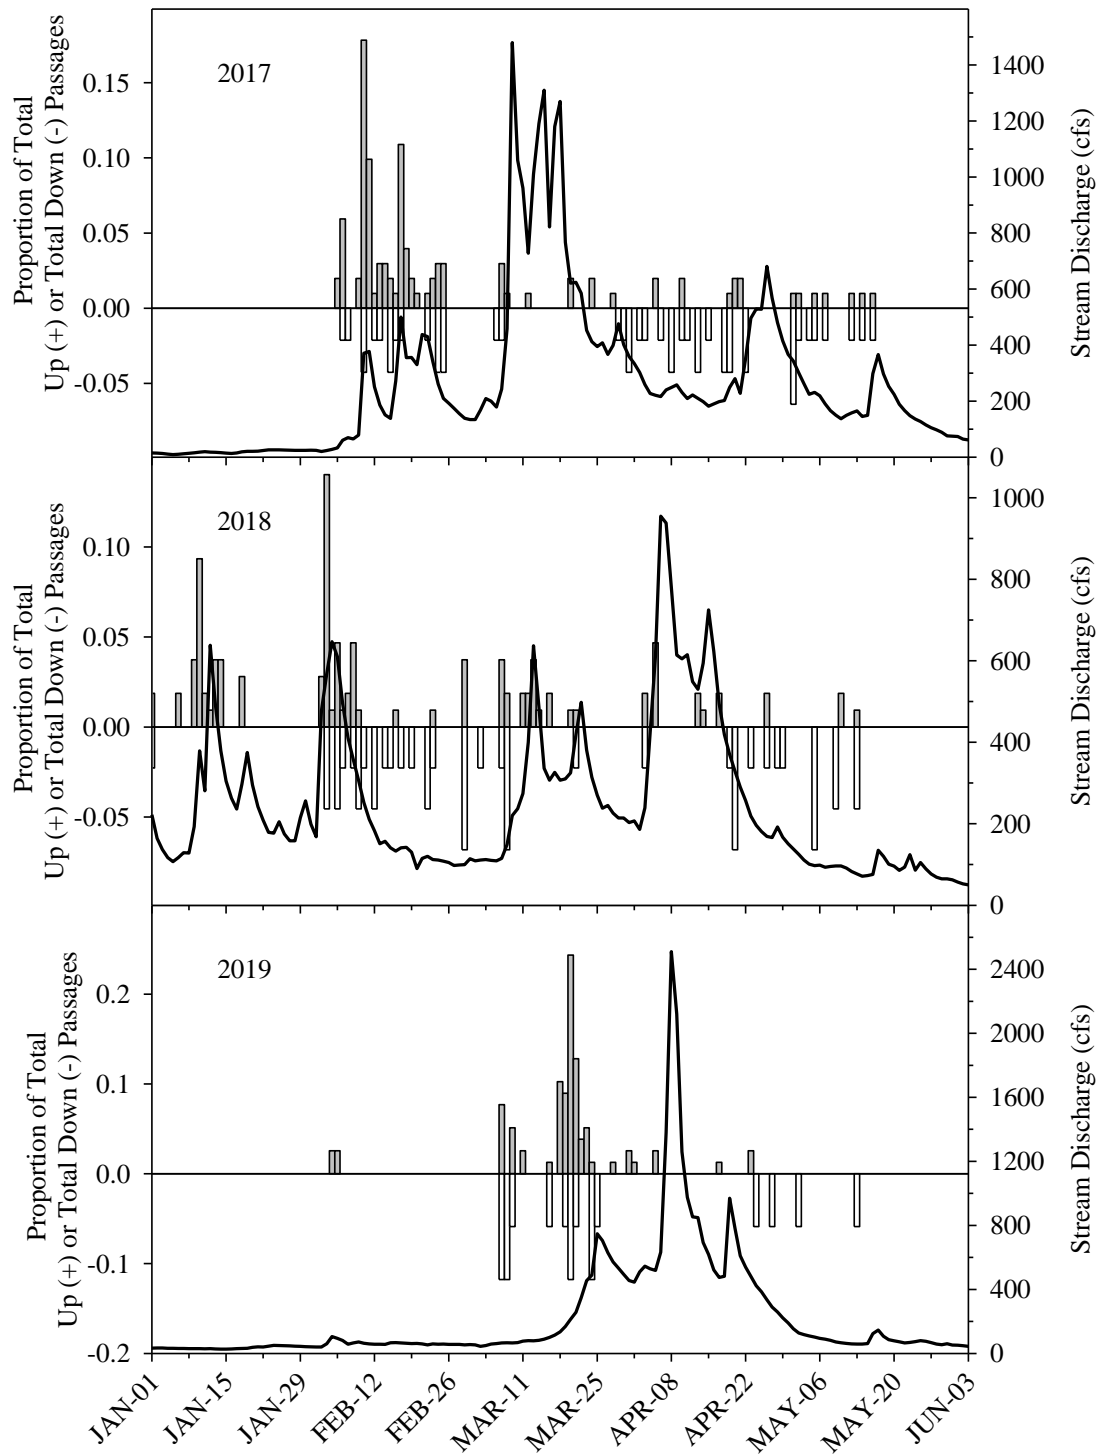 2017
Proportion of Total
Up (+) or Total Down (-) Passages
0.15
0.10
0.05
0.00
-0.05
1400
1200
1000
800
600
400
200
0
Stream Discharge (cfs)
2018
Proportion of Total
Up (+) or Total Down (-) Passages
0.10
0.05
0.00
-0.05
1000
800
600
400
200
0
Stream Discharge (cfs)
2019
Proportion of Total
Up (+) or Total Down (-) Passages
0.2
0.1
0.0
-0.1
-0.2
2400
2000
1600
1200
800
400
0
Stream Discharge (cfs)
JAN-01
JAN-15
JAN-29
FEB-12
FEB-26
MAR-11
MAR-25
APR-08
APR-22
MAY-06
MAY-20
JUN-03